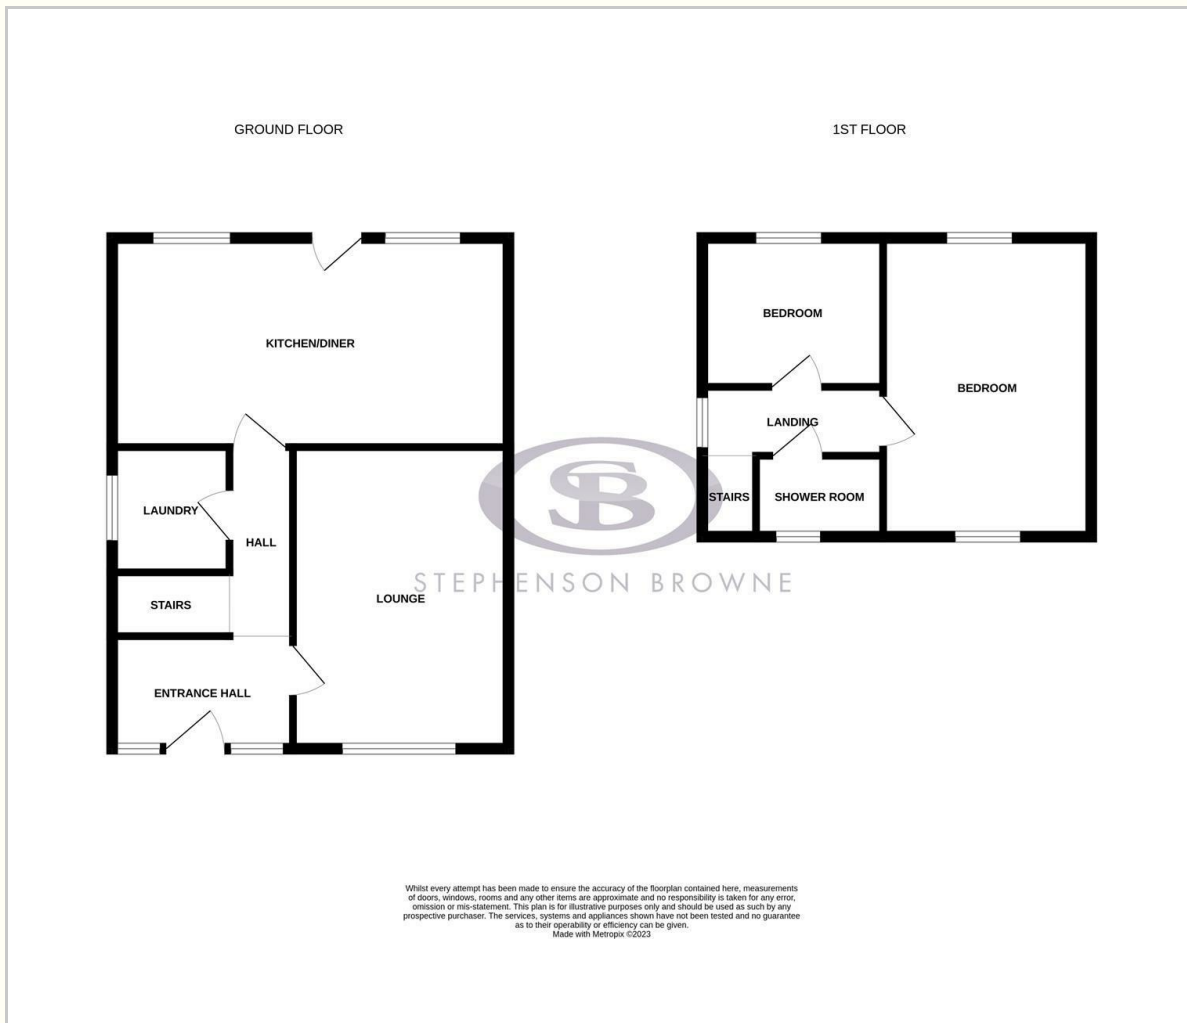 GROUND FLOOR
1ST FLOOR
KITCHEN/DINER
LAUNDRY
HALL
STAIRS
LOUNGE
ENTRANCE HALL
BEDROOM
BEDROOM
LANDING
STAIRS
SHOWER ROOM
SB
STEPHENSON BROWNE
Whilst every attempt has been made to ensure the accuracy of the floorplan contained here, measurements
of doors, windows, rooms and any other items are approximate and no responsibility is taken for any error,
omission or mis-statement. This plan is for illustrative purposes only and should be used as such by any
prospective purchaser. The services, systems and appliances shown have not been tested and no guarantee
as to their operability or efficiency can be given.
Made with Metropix ©2023